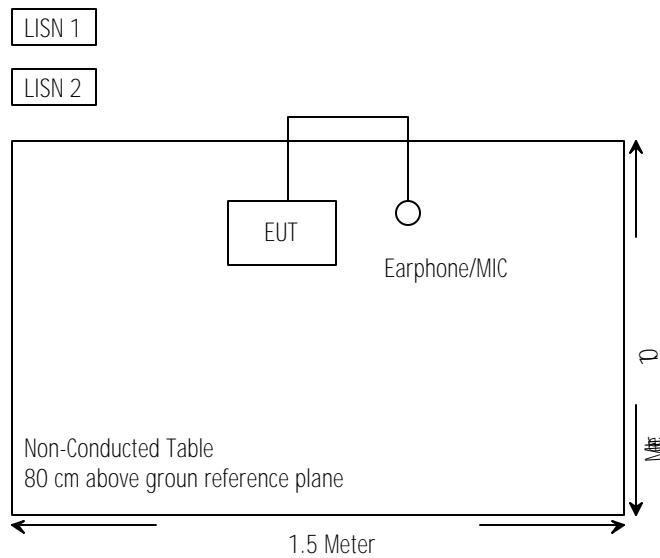 LISN 1
LISN 2
EUT
Earphone/MIC
Non-Conducted Table
80 cm above groun reference plane
1.5 Meter